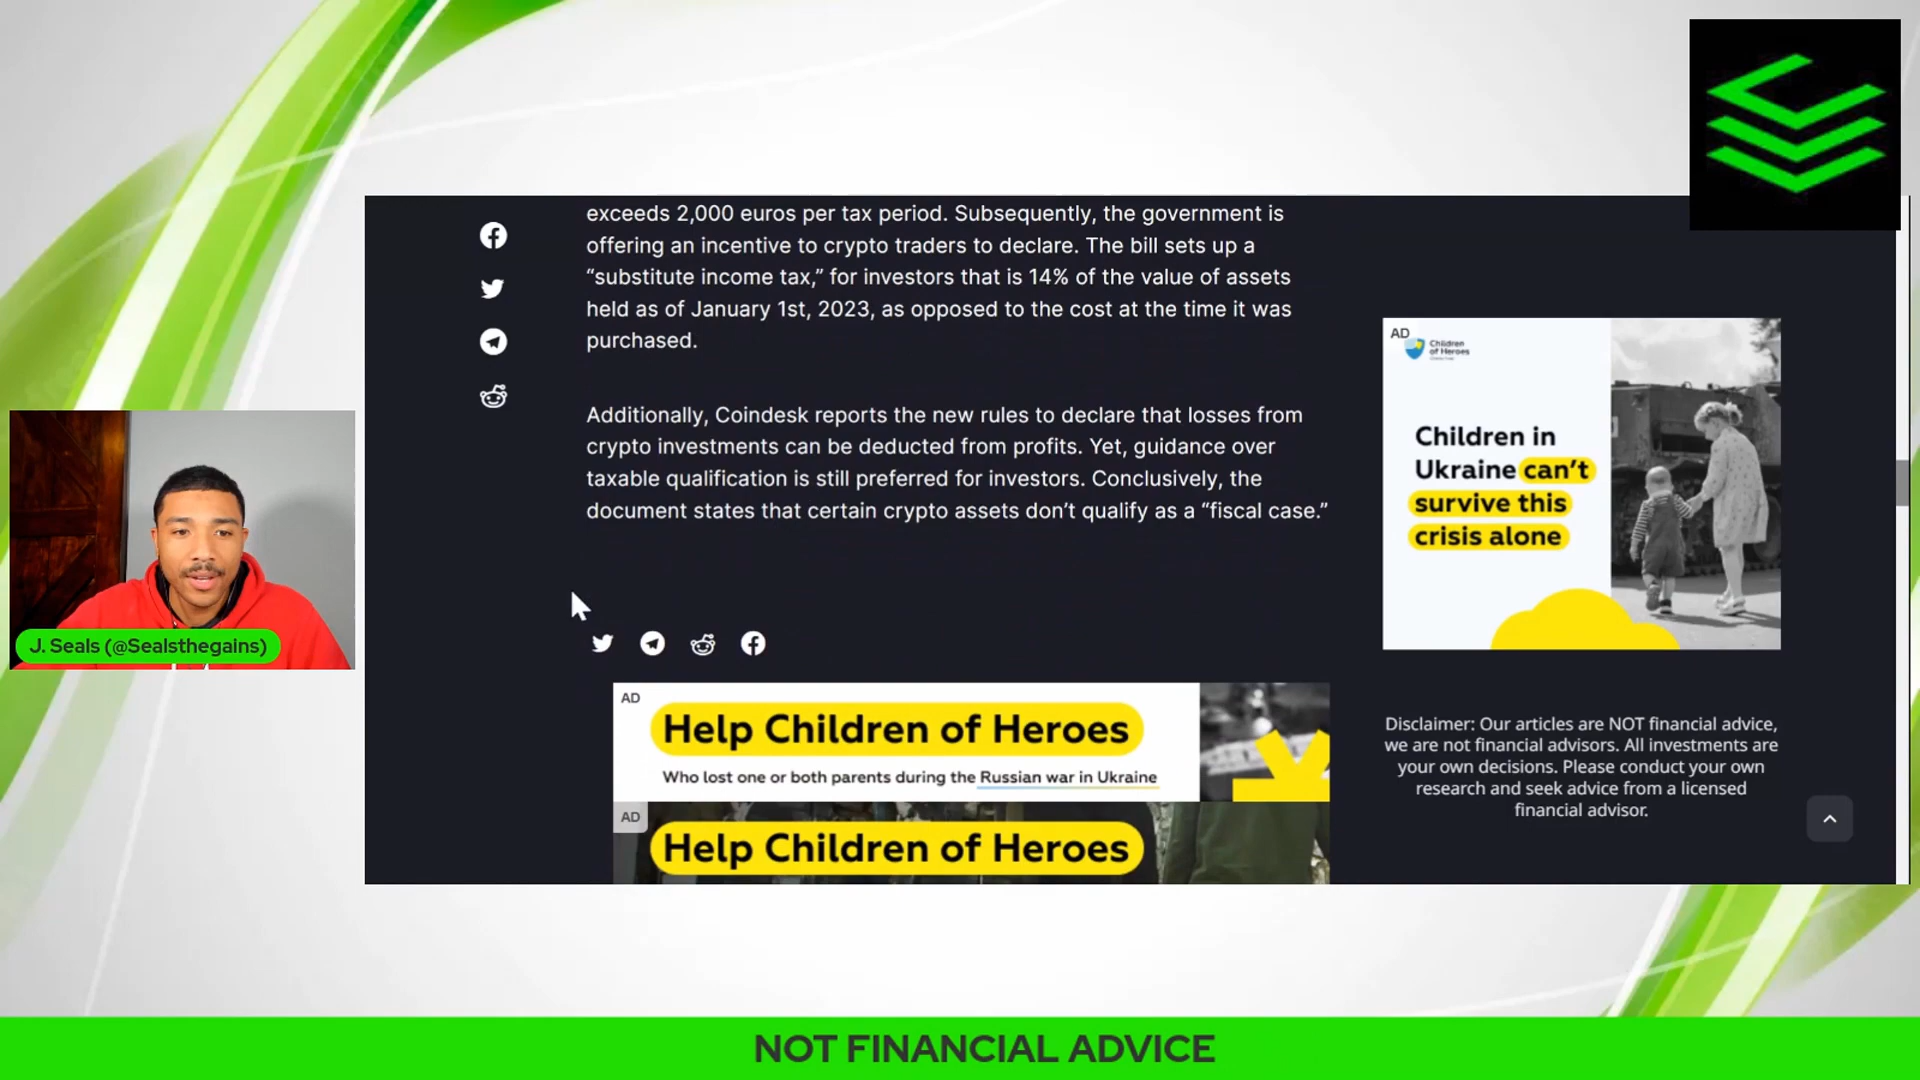 exceeds 2,000 euros per tax period. Subsequently, the government is
offering an incentive to crypto traders to declare. The bill sets up a
“substitute income tax,” for investors that is 14% of the value of assets
held as of January 1st, 2023, as opposed to the cost at the time it was
purchased.
Additionally, Coindesk reports the new rules to declare that losses from
crypto investments can be deducted from profits. Yet, guidance over
taxable qualification is still preferred for investors. Conclusively, the
document states that certain crypto assets don’t qualify as a “fiscal case.”
AD
Children
of Heroes
Children in
Ukraine can’t
survive this
crisis alone
J. Seals (@Sealsthegains)
AD
Help Children of Heroes
Who lost one or both parents during the Russian war in Ukraine
AD
Help Children of Heroes
Disclaimer: Our articles are NOT financial advice,
we are not financial advisors. All investments are
your own decisions. Please conduct your own
research and seek advice from a licensed
financial advisor.
NOT FINANCIAL ADVICE